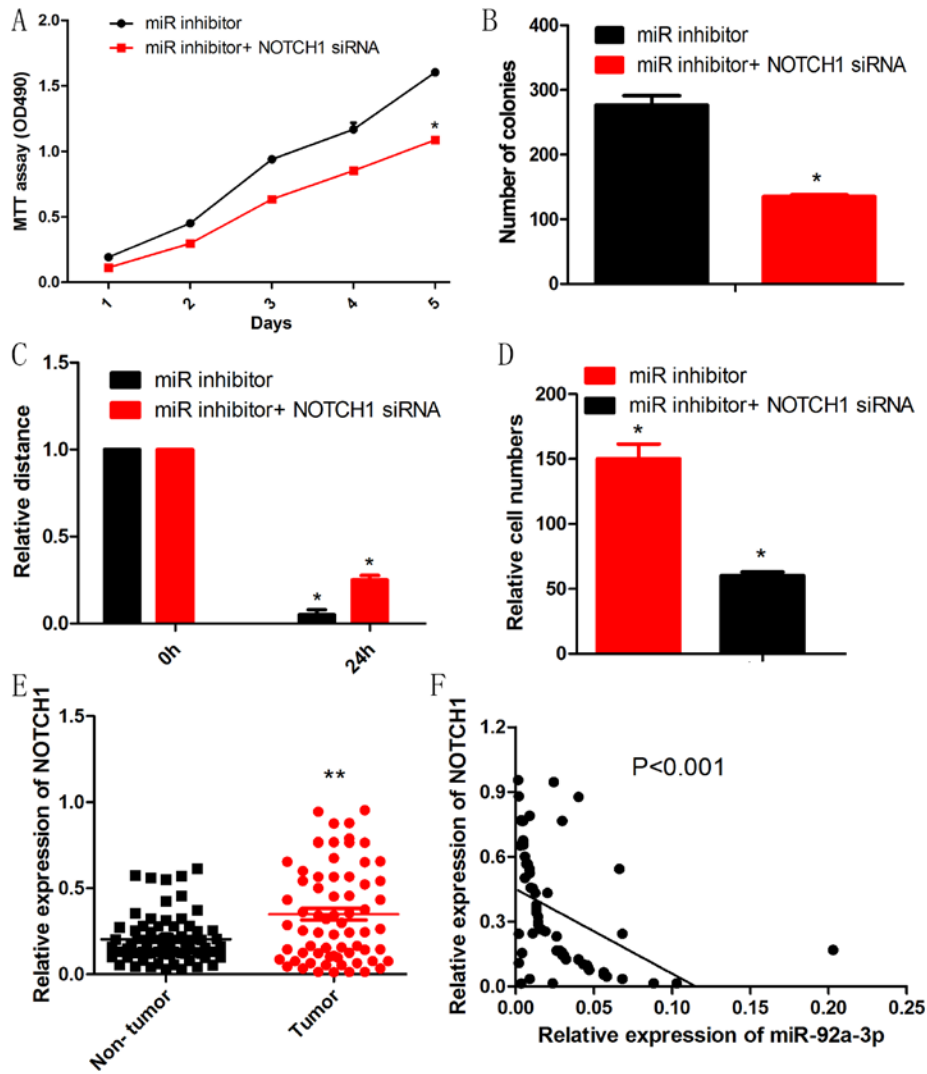 A
miR inhibitor
miR inhibitor+ NOTCH1 siRNA
MTT assay (OD490)
2.0
1.5
1.0
0.5
0.0
*
1 2 3 4 5
Days
B
miR inhibitor
miR inhibitor+ NOTCH1 siRNA
Number of colonies
400
300
200
100
0
*
C
miR inhibitor
miR inhibitor+ NOTCH1 siRNA
Relative distance
1.5
1.0
0.5
0.0
* *
0h 24h
D
miR inhibitor
miR inhibitor+ NOTCH1 siRNA
Relative cell numbers
200
150
100
50
0
* *
E
Relative expression of NOTCH1
1.5
1.0
0.5
0.0
**
Non- tumor Tumor
F
Relative expression of NOTCH1
1.2
0.9
0.6
0.3
0.0
P<0.001
0.00 0.05 0.10 0.15 0.20 0.25
Relative expression of miR-92a-3p